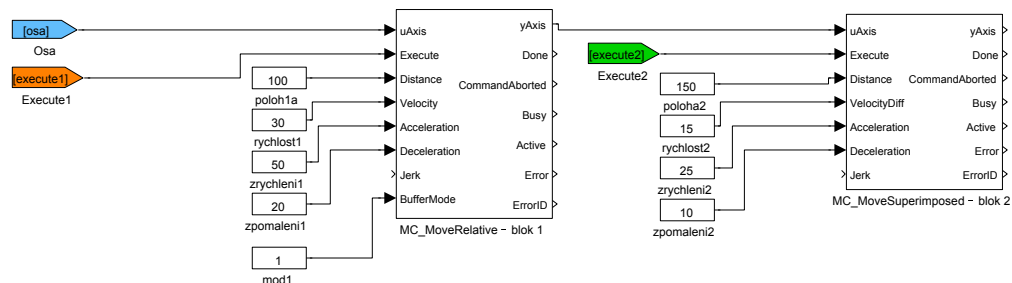 [osa]
Osa
[execute1]
Execute1
100
poloh1a
30
rychlost1
50
zrychleni1
20
zpomaleni1
1
mod1
uAxis
Execute
Distance
Velocity
Acceleration
Deceleration
Jerk
BufferMode
yAxis
Done
CommandAborted
Busy
Active
Error
ErrorID
MC_MoveRelative - blok 1
[execute2]
Execute2
150
poloha2
15
rychlost2
25
zrychleni2
10
zpomaleni2
uAxis
Execute
Distance
VelocityDiff
Acceleration
Deceleration
Jerk
yAxis
Done
CommandAborted
Busy
Active
Error
ErrorID
MC_MoveSuperimposed - blok 2